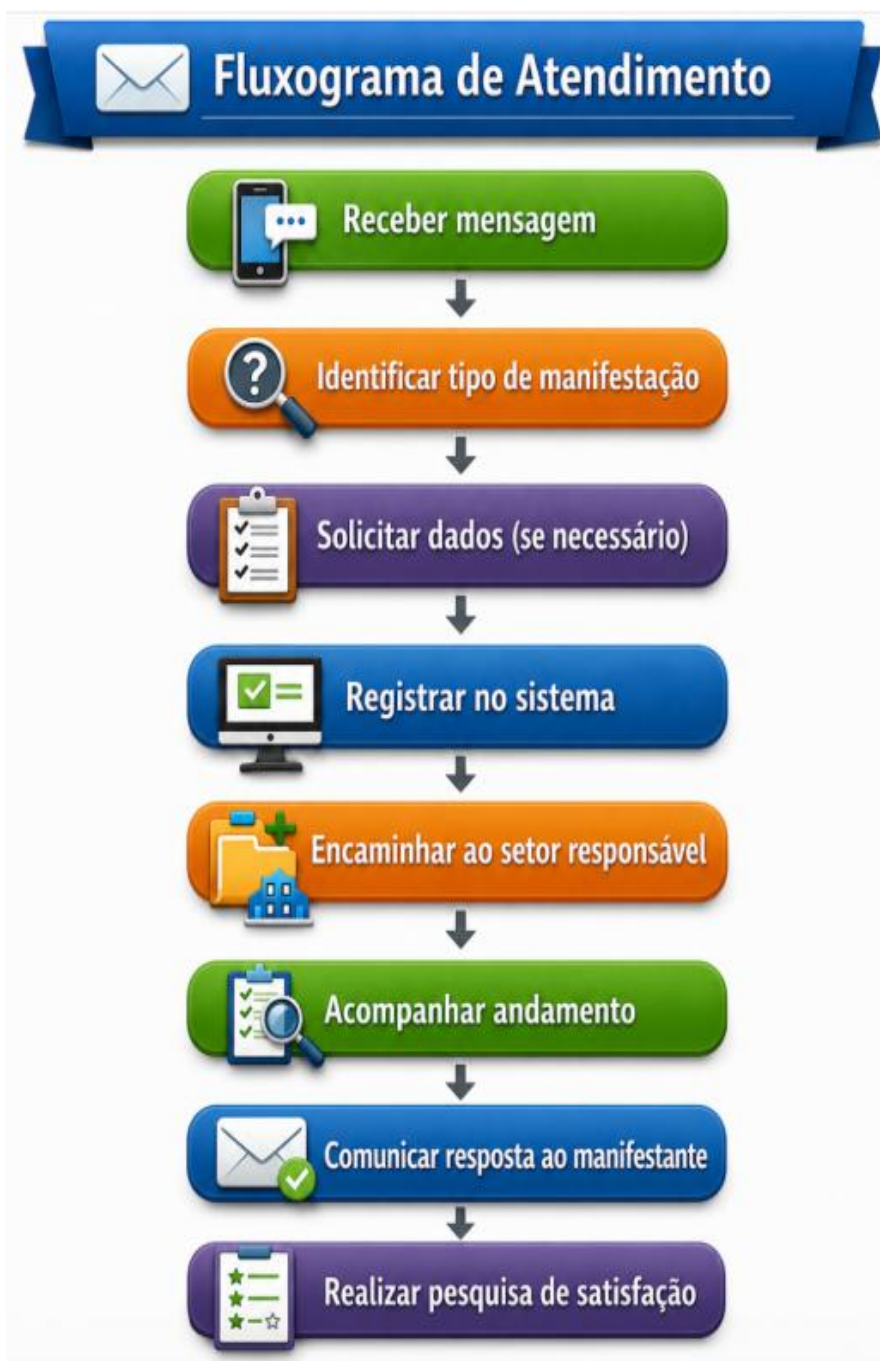 Fluxograma de Atendimento
Receber mensagem
Identificar tipo de manifestação
Solicitar dados (se necessário)
Registrar no sistema
Encaminhar ao setor responsável
Acompanhar andamento
Comunicar resposta ao manifestante
Realizar pesquisa de satisfação